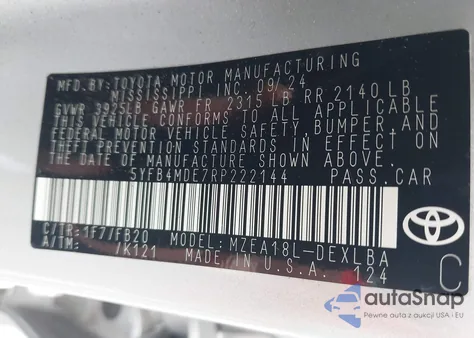 MFD.BY: TOYOTA MOTOR MANUFACTURING
MISSISSIPPI, INC. 09/24
GVWR 3925LB GAWR FR 2315 LB RR 2140 LB
THIS VEHICLE CONFORMS TO ALL APPLICABLE
FEDERAL MOTOR VEHICLE SAFETY, BUMPER AND
THEFT PREVENTION STANDARDS IN EFFECT ON
THE DATE OF MANUFACTURE SHOWN ABOVE.
5YFB4MDE7RP222144 PASS.CAR
C/TR:1F7/FB20 MODEL: MZEA18L-DEXLBA
A/TM: /K121 MADE IN U.S.A. 124
TOYOTA
C
autoSnap
Auta z aukcji USA i EU